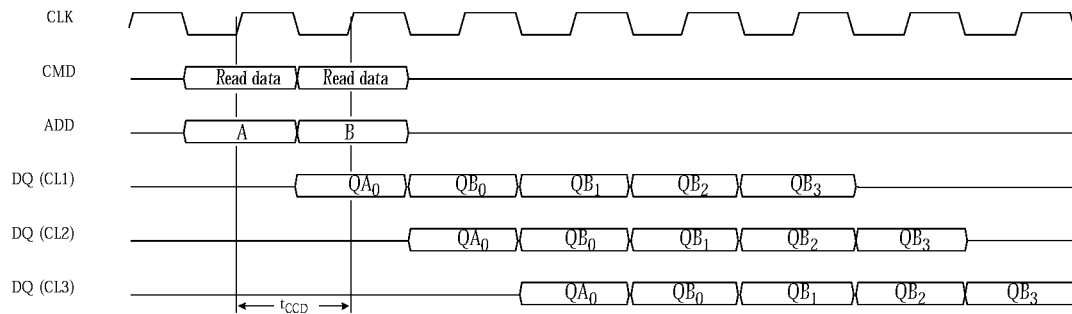 CLK
CMD Read data Read data
ADD A B
DQ (CL1) QA0 QB0 QB1 QB2 QB3
DQ (CL2) QA0 QB0 QB1 QB2 QB3
DQ (CL3) QA0 QB0 QB1 QB2 QB3
tCCD